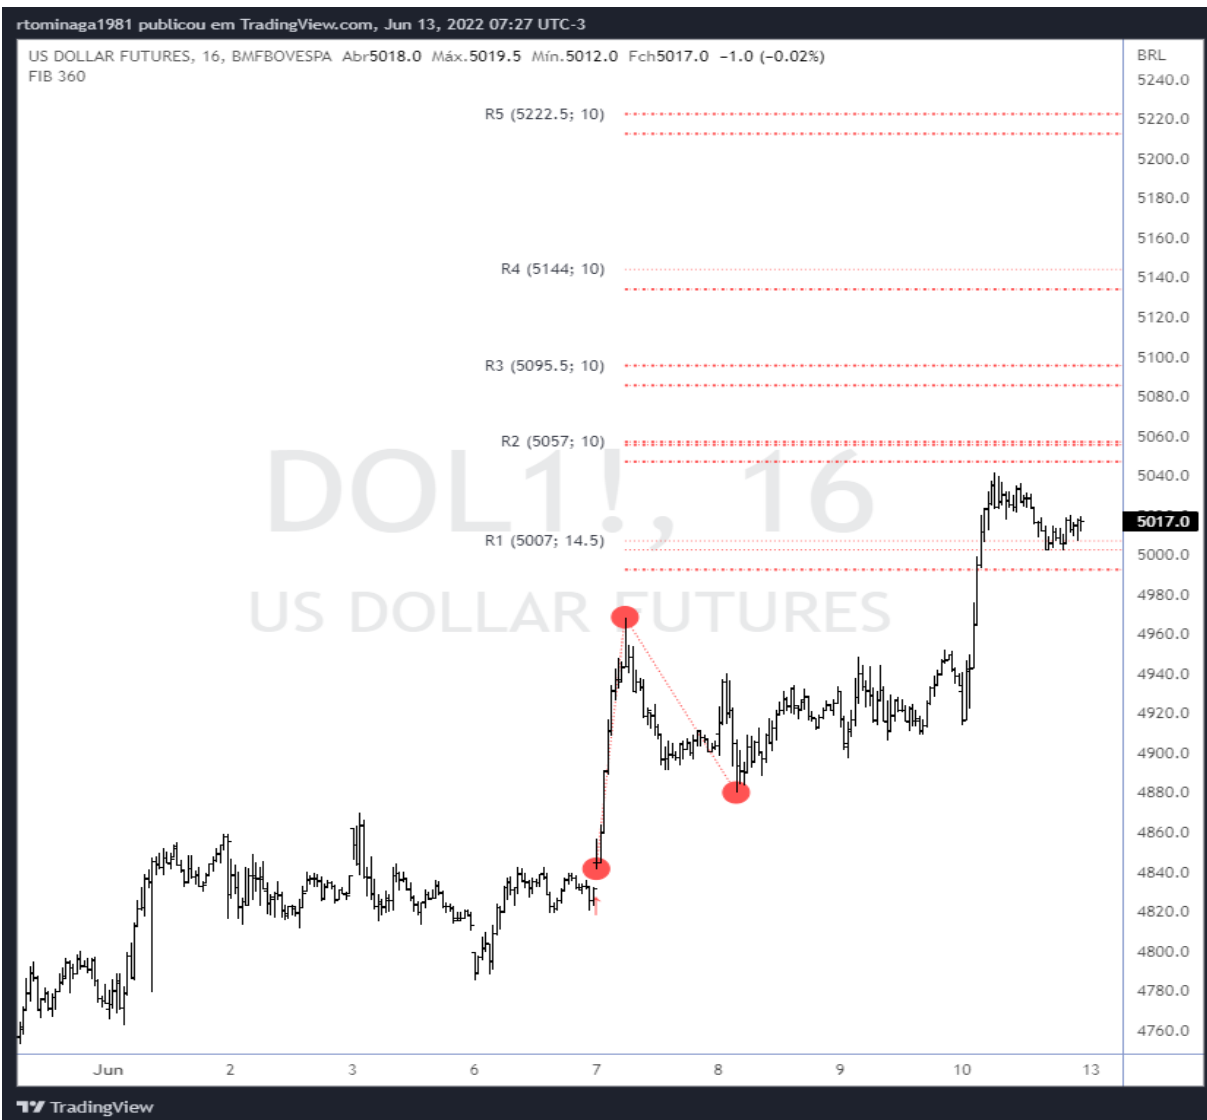 rtominaga1981 publicou em TradingView.com, Jun 13, 2022 07:27 UTC-3
US DOLLAR FUTURES, 16, BMFBOVESPA Abr5018.0 Máx.5019.5 Mín.5012.0 Fch5017.0 −1.0 (−0.02%)
FIB 360
BRL
5240.0
R5 (5222.5; 10)
5220.0
5200.0
5180.0
5160.0
R4 (5144; 10)
5140.0
5120.0
5100.0
R3 (5095.5; 10)
5080.0
5060.0
R2 (5057; 10)
5040.0
DOL1!, 16
5017.0
R1 (5007; 14.5)
5000.0
4980.0
US DOLLAR FUTURES
4960.0
4940.0
4920.0
4900.0
4880.0
4860.0
4840.0
4820.0
4800.0
4780.0
4760.0
Jun 2 3 6 7 8 9 10 13
TradingView